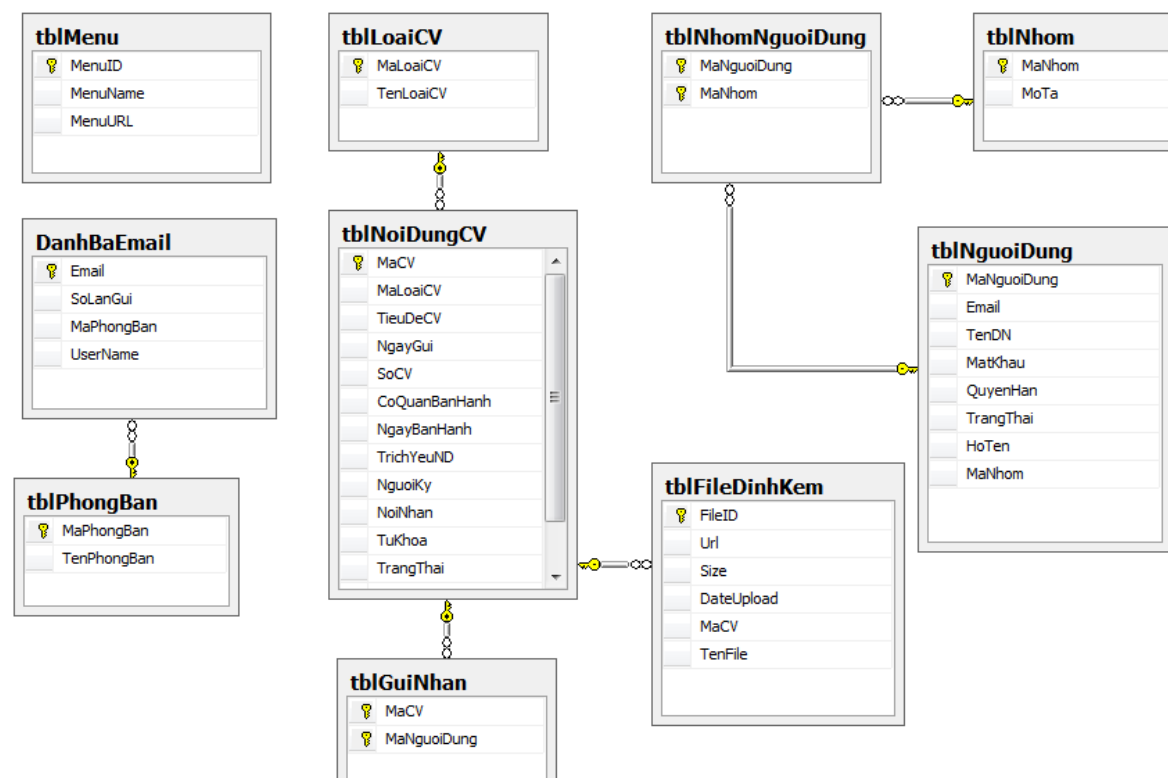 tblMenu
MenuID
MenuName
MenuURL
tblLoaiCV
MaLoaiCV
TenLoaiCV
tblNhomNguoiDung
MaNguoiDung
MaNhom
tblNhom
MaNhom
MoTa
DanhBaEmail
Email
SoLanGui
MaPhongBan
UserName
tblNoiDungCV
MaCV
MaLoaiCV
TieuDeCV
NgayGui
SoCV
CoQuanBanHanh
NgayBanHanh
TrichYeuND
NguoiKy
NoiNhan
TuKhoa
TrangThai
tblNguoiDung
MaNguoiDung
Email
TenDN
MatKhau
QuyenHan
TrangThai
HoTen
MaNhom
tblPhongBan
MaPhongBan
TenPhongBan
tblFileDinhKem
FileID
Url
Size
DateUpload
MaCV
TenFile
tblGuiNhan
MaCV
MaNguoiDung